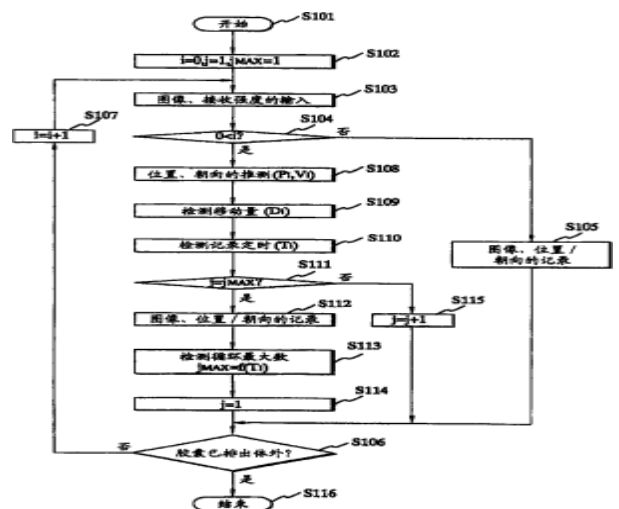 开始
S101
i=0,j=1,jMAX=1
S102
图像、接收强度的输入
S103
0<i?
S104
否
是
i=i+1
S107
位置、朝向的推测(Pi,Vi)
S108
检测移动量(Di)
S109
检测记录定时(Ti)
S110
图像、位置/
朝向的记录
S105
j=jMAX?
S111
否
是
图像、位置/朝向的记录
S112
j=j+1
S115
检测循环最大数
jMAX=f(Ti)
S113
j=1
S114
胶囊已排出体外?
S106
否
是
结束
S116